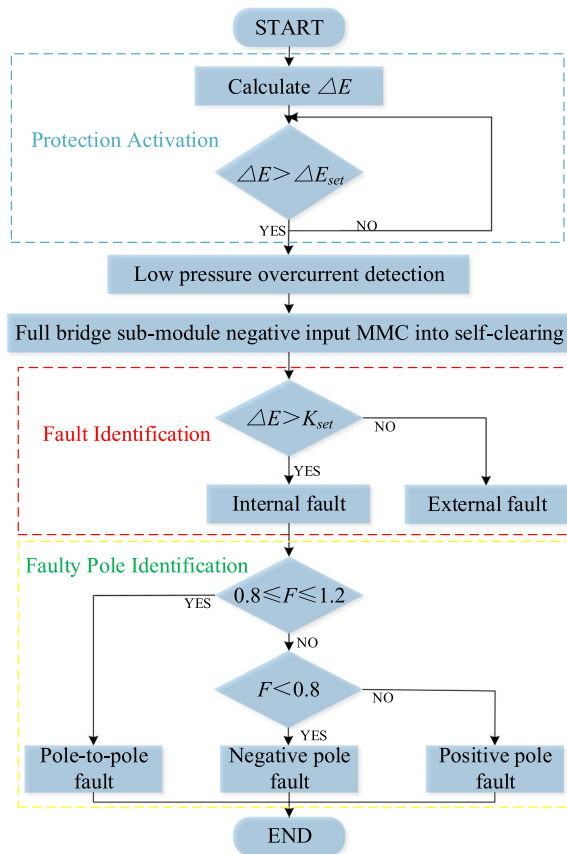 START
Calculate △E
Protection Activation
△E＞△Eset
YES
NO
Low pressure overcurrent detection
Full bridge sub-module negative input MMC into self-clearing
△E＞Kset
NO
Fault Identification
YES
Internal fault
External fault
Faulty Pole Identification
0.8≤F≤1.2
YES
NO
F＜0.8
NO
YES
Pole-to-pole
fault
Negative pole
fault
Positive pole
fault
END